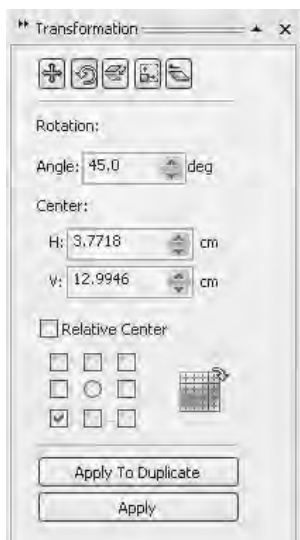 Transformation
Rotation:
Angle: 45.0 deg
Center:
H: 3.7718 cm
V: 12.9946 cm
Relative Center
Apply To Duplicate
Apply